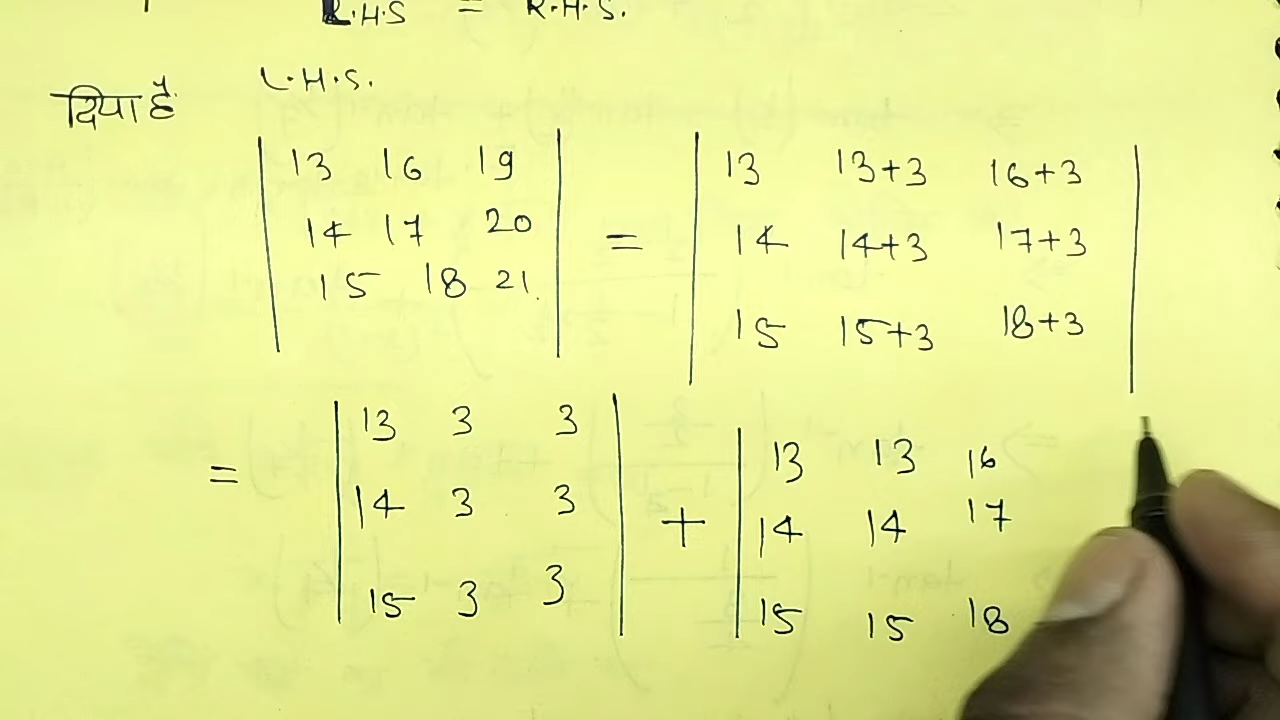 R.H.S = R.H.S.
दिया है L.H.S.
| 13 16 19 | = | 13 13+3 16+3 |
| 14 17 20 | | 14 14+3 17+3 |
| 15 18 21. | | 15 15+3 18+3 |
= | 13 3 3 | + | 13 13 16
| 14 3 3 | | 14 14 17
| 15 3 3 | | 15 15 18